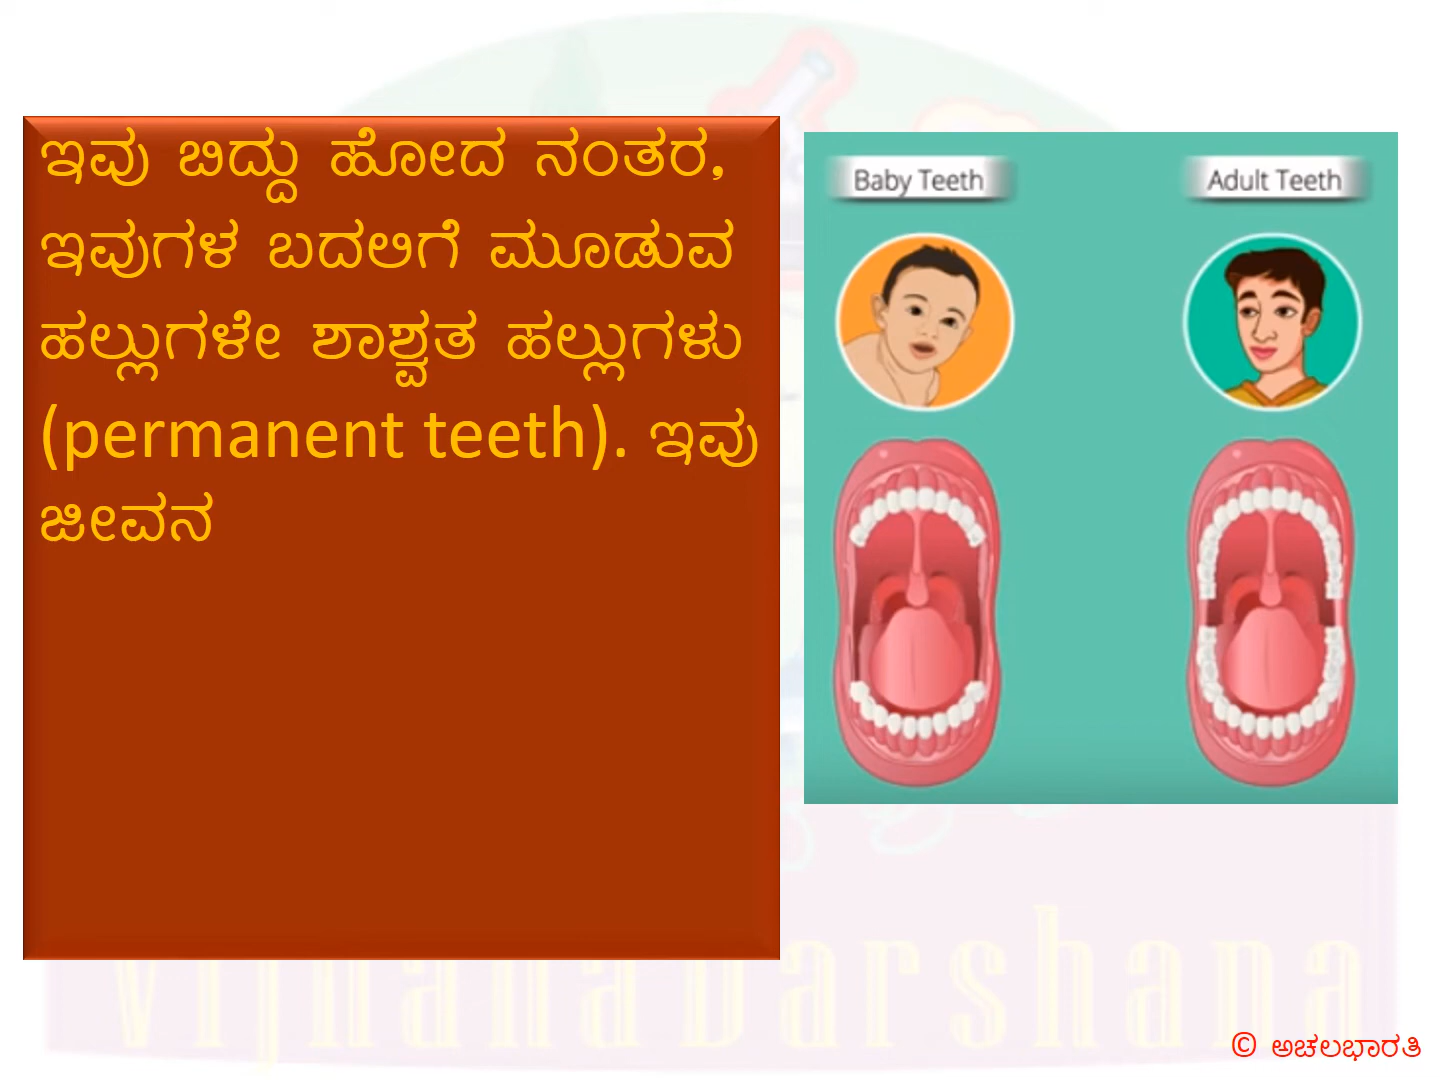 ಇವು ಬಿದ್ದು ಹೋದ ನಂತರ,
ಇವುಗಳ ಬದಲಿಗೆ ಮೂಡುವ
ಹಲ್ಲುಗಳೇ ಶಾಶ್ವತ ಹಲ್ಲುಗಳು
(permanent teeth). ಇವು
ಜೀವನ
Baby Teeth
Adult Teeth
VijnanaDarshana
© ಅಚಲಭಾರತಿ